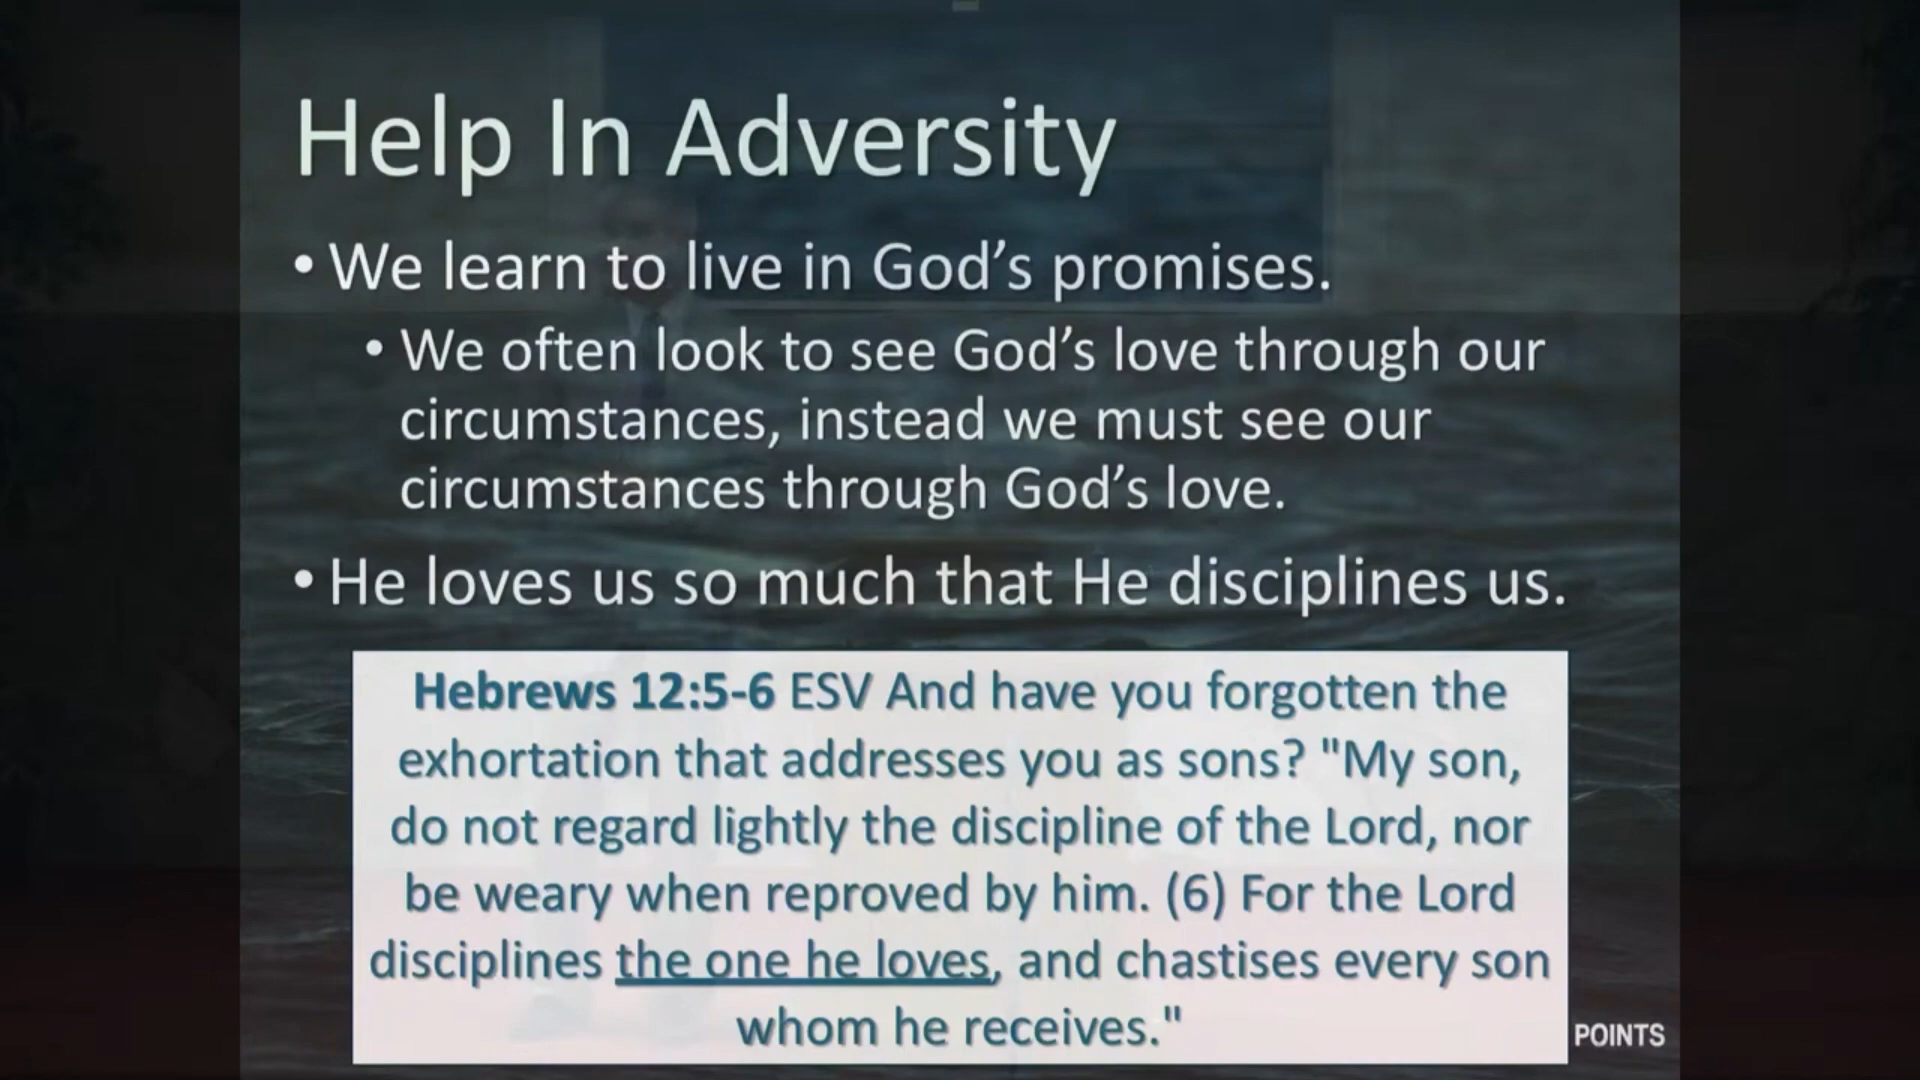 Help In Adversity
• We learn to live in God’s promises.
• We often look to see God’s love through our
circumstances, instead we must see our
circumstances through God’s love.
• He loves us so much that He disciplines us.
Hebrews 12:5-6 ESV And have you forgotten the
exhortation that addresses you as sons? "My son,
do not regard lightly the discipline of the Lord, nor
be weary when reproved by him. (6) For the Lord
disciplines the one he loves, and chastises every son
whom he receives."
POINTS